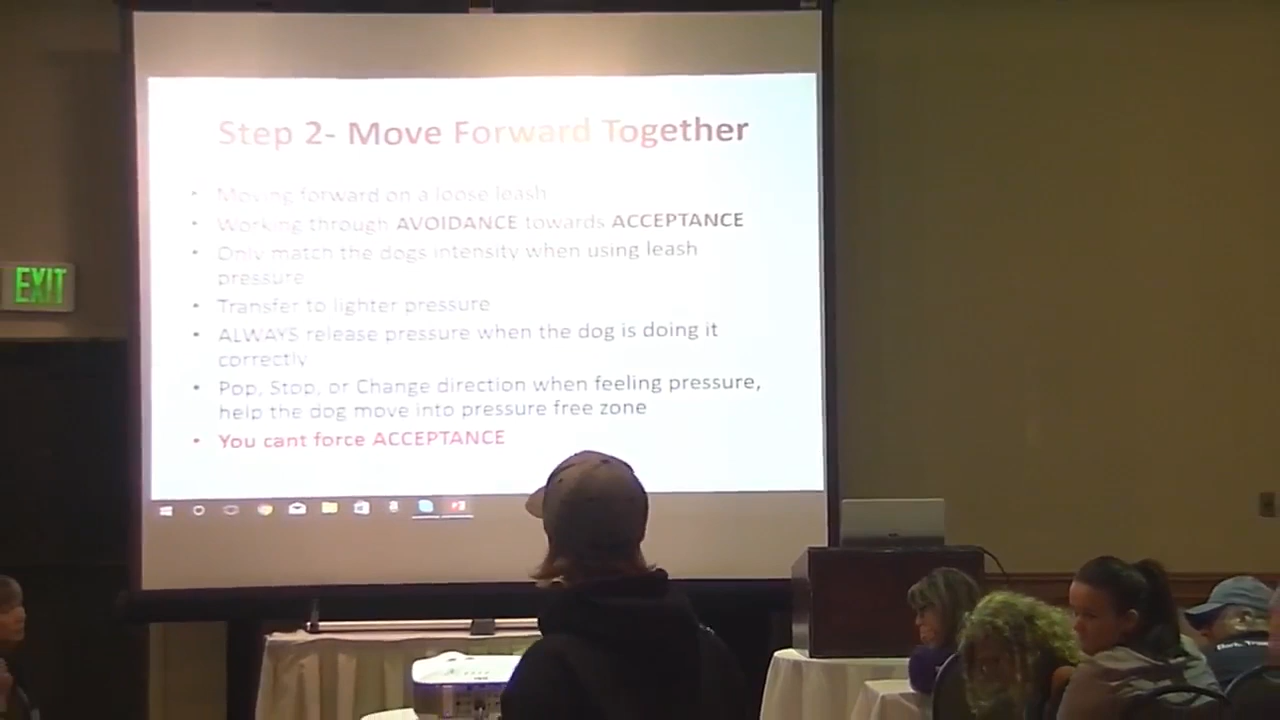 Step 2- Move Forward Together
• Moving forward on a loose leash
• Working through AVOIDANCE towards ACCEPTANCE
• Only match the dogs intensity when using leash
pressure
• Transfer to lighter pressure
• ALWAYS release pressure when the dog is doing it
correctly
• Pop, Stop, or Change direction when feeling pressure,
help the dog move into pressure free zone
• You cant force ACCEPTANCE
EXIT